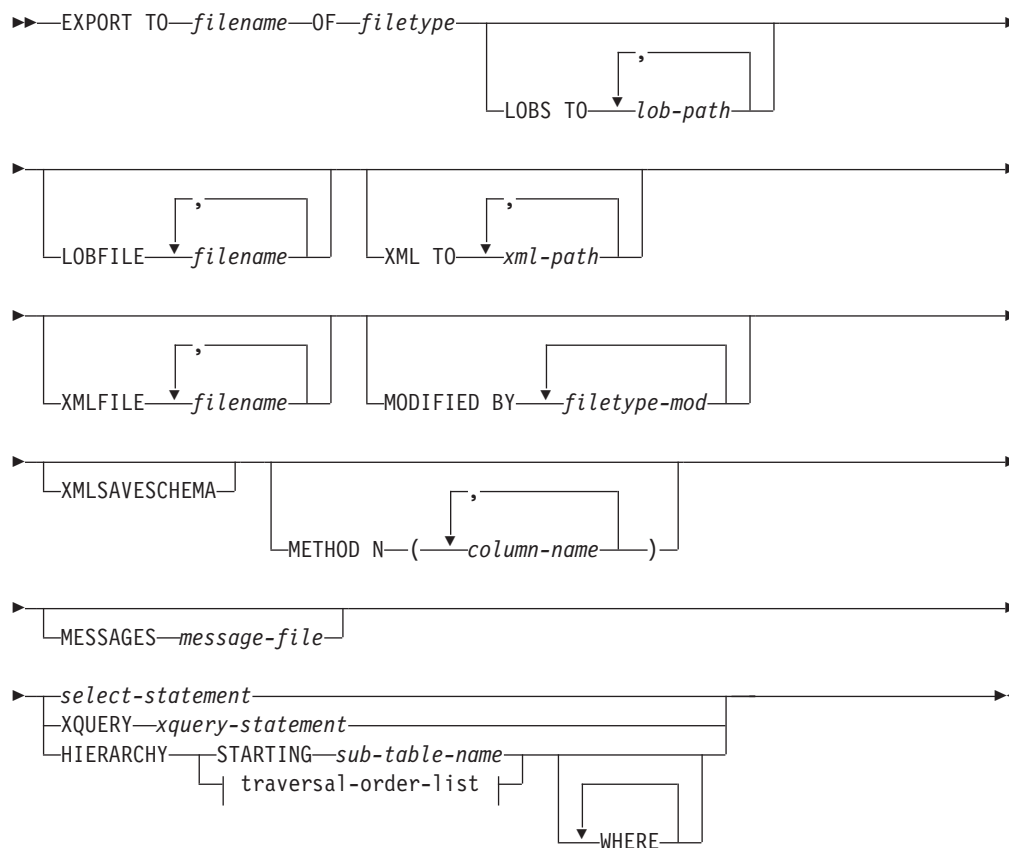 EXPORT TO filename OF filetype
,
LOBS TO lob-path
, ,
LOBFILE filename XML TO xml-path
,
XMLFILE filename MODIFIED BY filetype-mod
XMLSAVESCHEMA
,
METHOD N ( column-name )
MESSAGES message-file
select-statement
XQUERY xquery-statement
HIERARCHY STARTING sub-table-name
traversal-order-list
WHERE